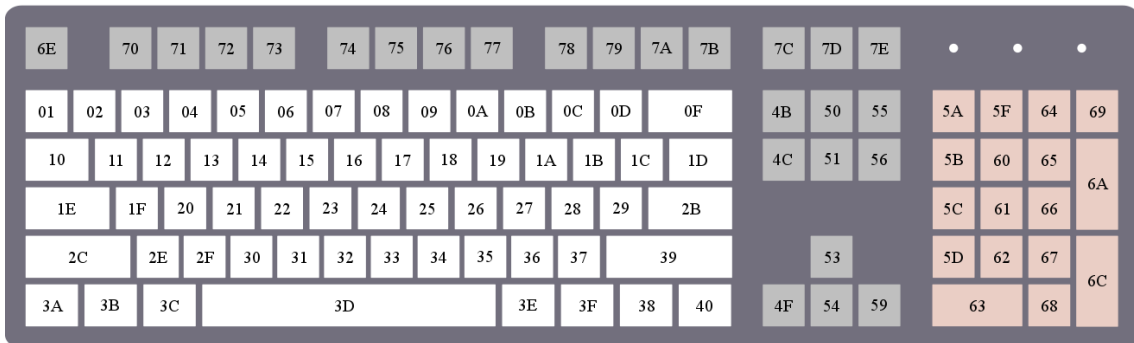 6E 70 71 72 73 74 75 76 77 78 79 7A 7B 7C 7D 7E
01 02 03 04 05 06 07 08 09 0A 0B 0C 0D 0F 4B 50 55 5A 5F 64 69
10 11 12 13 14 15 16 17 18 19 1A 1B 1C 1D 4C 51 56 5B 60 65 6A
1E 1F 20 21 22 23 24 25 26 27 28 29 2B 5C 61 66
2C 2E 2F 30 31 32 33 34 35 36 37 39 53 5D 62 67 6C
3A 3B 3C 3D 3E 3F 38 40 4F 54 59 63 68